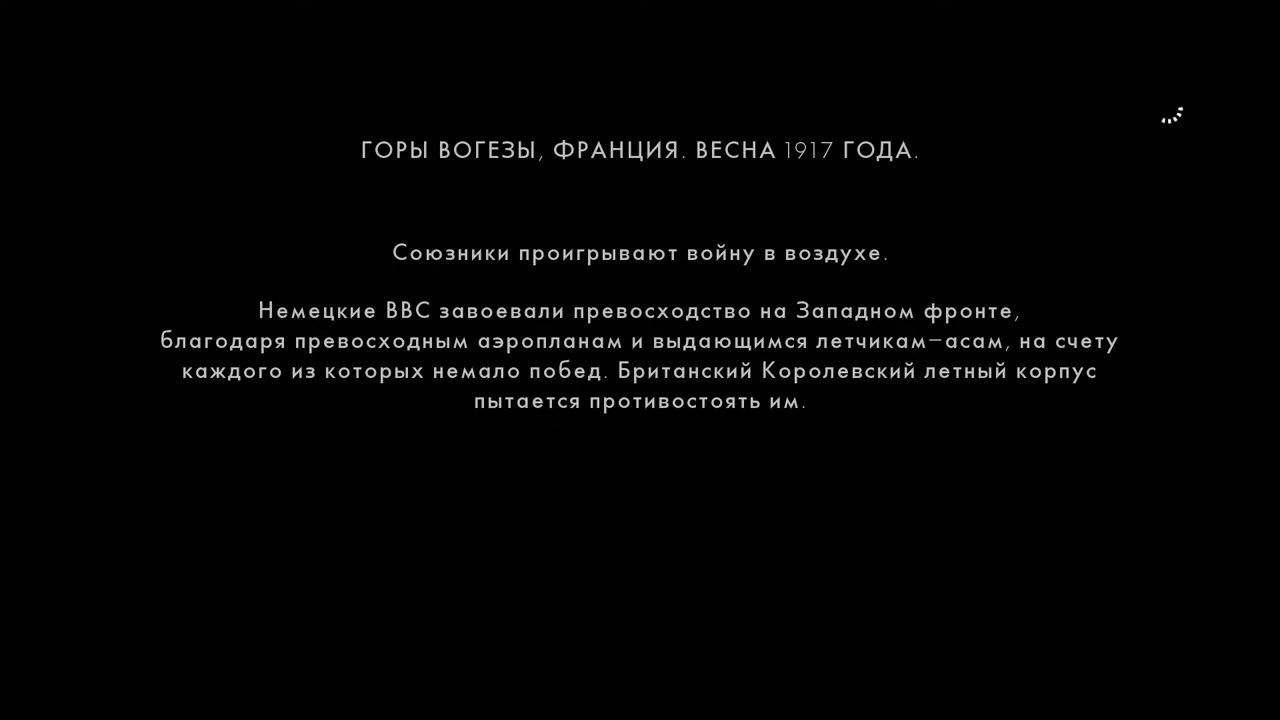 ГОРЫ ВОГЕЗЫ, ФРАНЦИЯ. ВЕСНА 1917 ГОДА.
Союзники проигрывают войну в воздухе.
Немецкие ВВС завоевали превосходство на Западном фронте,
благодаря превосходным аэропланам и выдающимся летчикам–асам, на счету
каждого из которых немало побед. Британский Королевский летный корпус
пытается противостоять им.